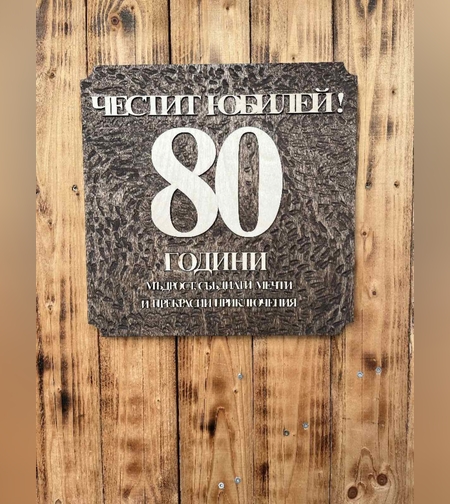 ЧЕСТИТ ЮБИЛЕЙ!
80
ГОДИНИ
МЪДРОСТ, СБЪДНАТИ МЕЧТИ
И ПРЕКРАСНИ ПРИКЛЮЧЕНИЯ